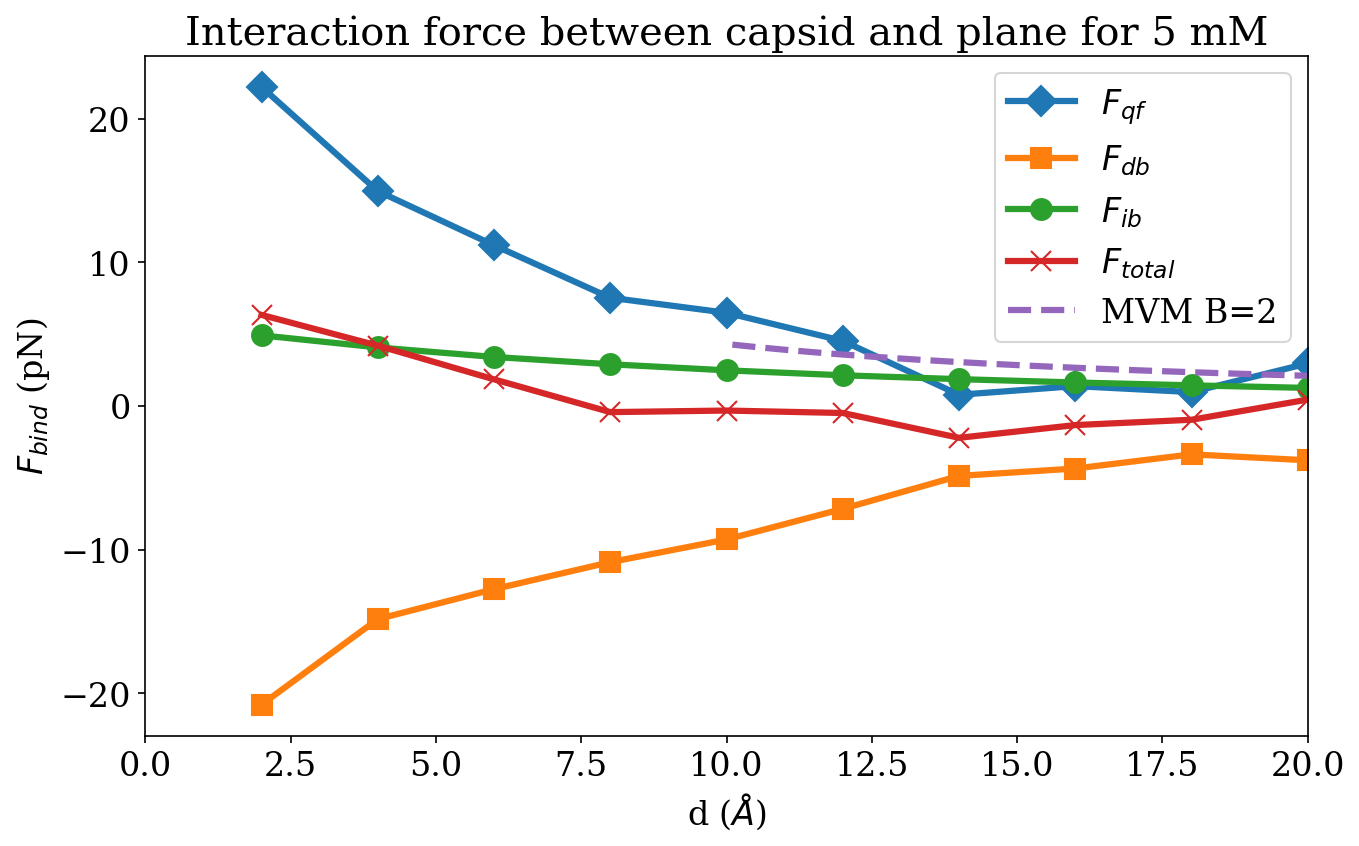 Interaction force between capsid and plane for 5 mM
F_bind (pN)
20
10
0
−10
−20
F_qf
F_db
F_ib
F_total
MVM B=2
0.0 2.5 5.0 7.5 10.0 12.5 15.0 17.5 20.0
d (Å)